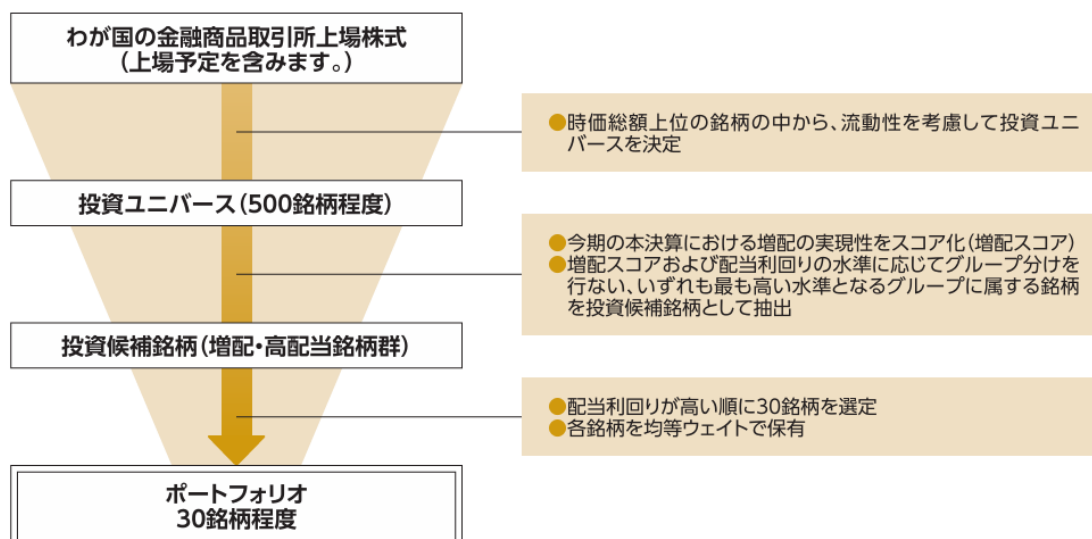 わが国の金融商品取引所上場株式
(上場予定を含みます。)
●時価総額上位の銘柄の中から、流動性を考慮して投資ユニ
バースを決定
投資ユニバース(500銘柄程度)
●今期の本決算における増配の実現性をスコア化(増配スコア)
●増配スコアおよび配当利回りの水準に応じてグループ分けを
行ない、いずれも最も高い水準となるグループに属する銘柄
を投資候補銘柄として抽出
投資候補銘柄(増配・高配当銘柄群)
●配当利回りが高い順に30銘柄を選定
●各銘柄を均等ウェイトで保有
ポートフォリオ
30銘柄程度